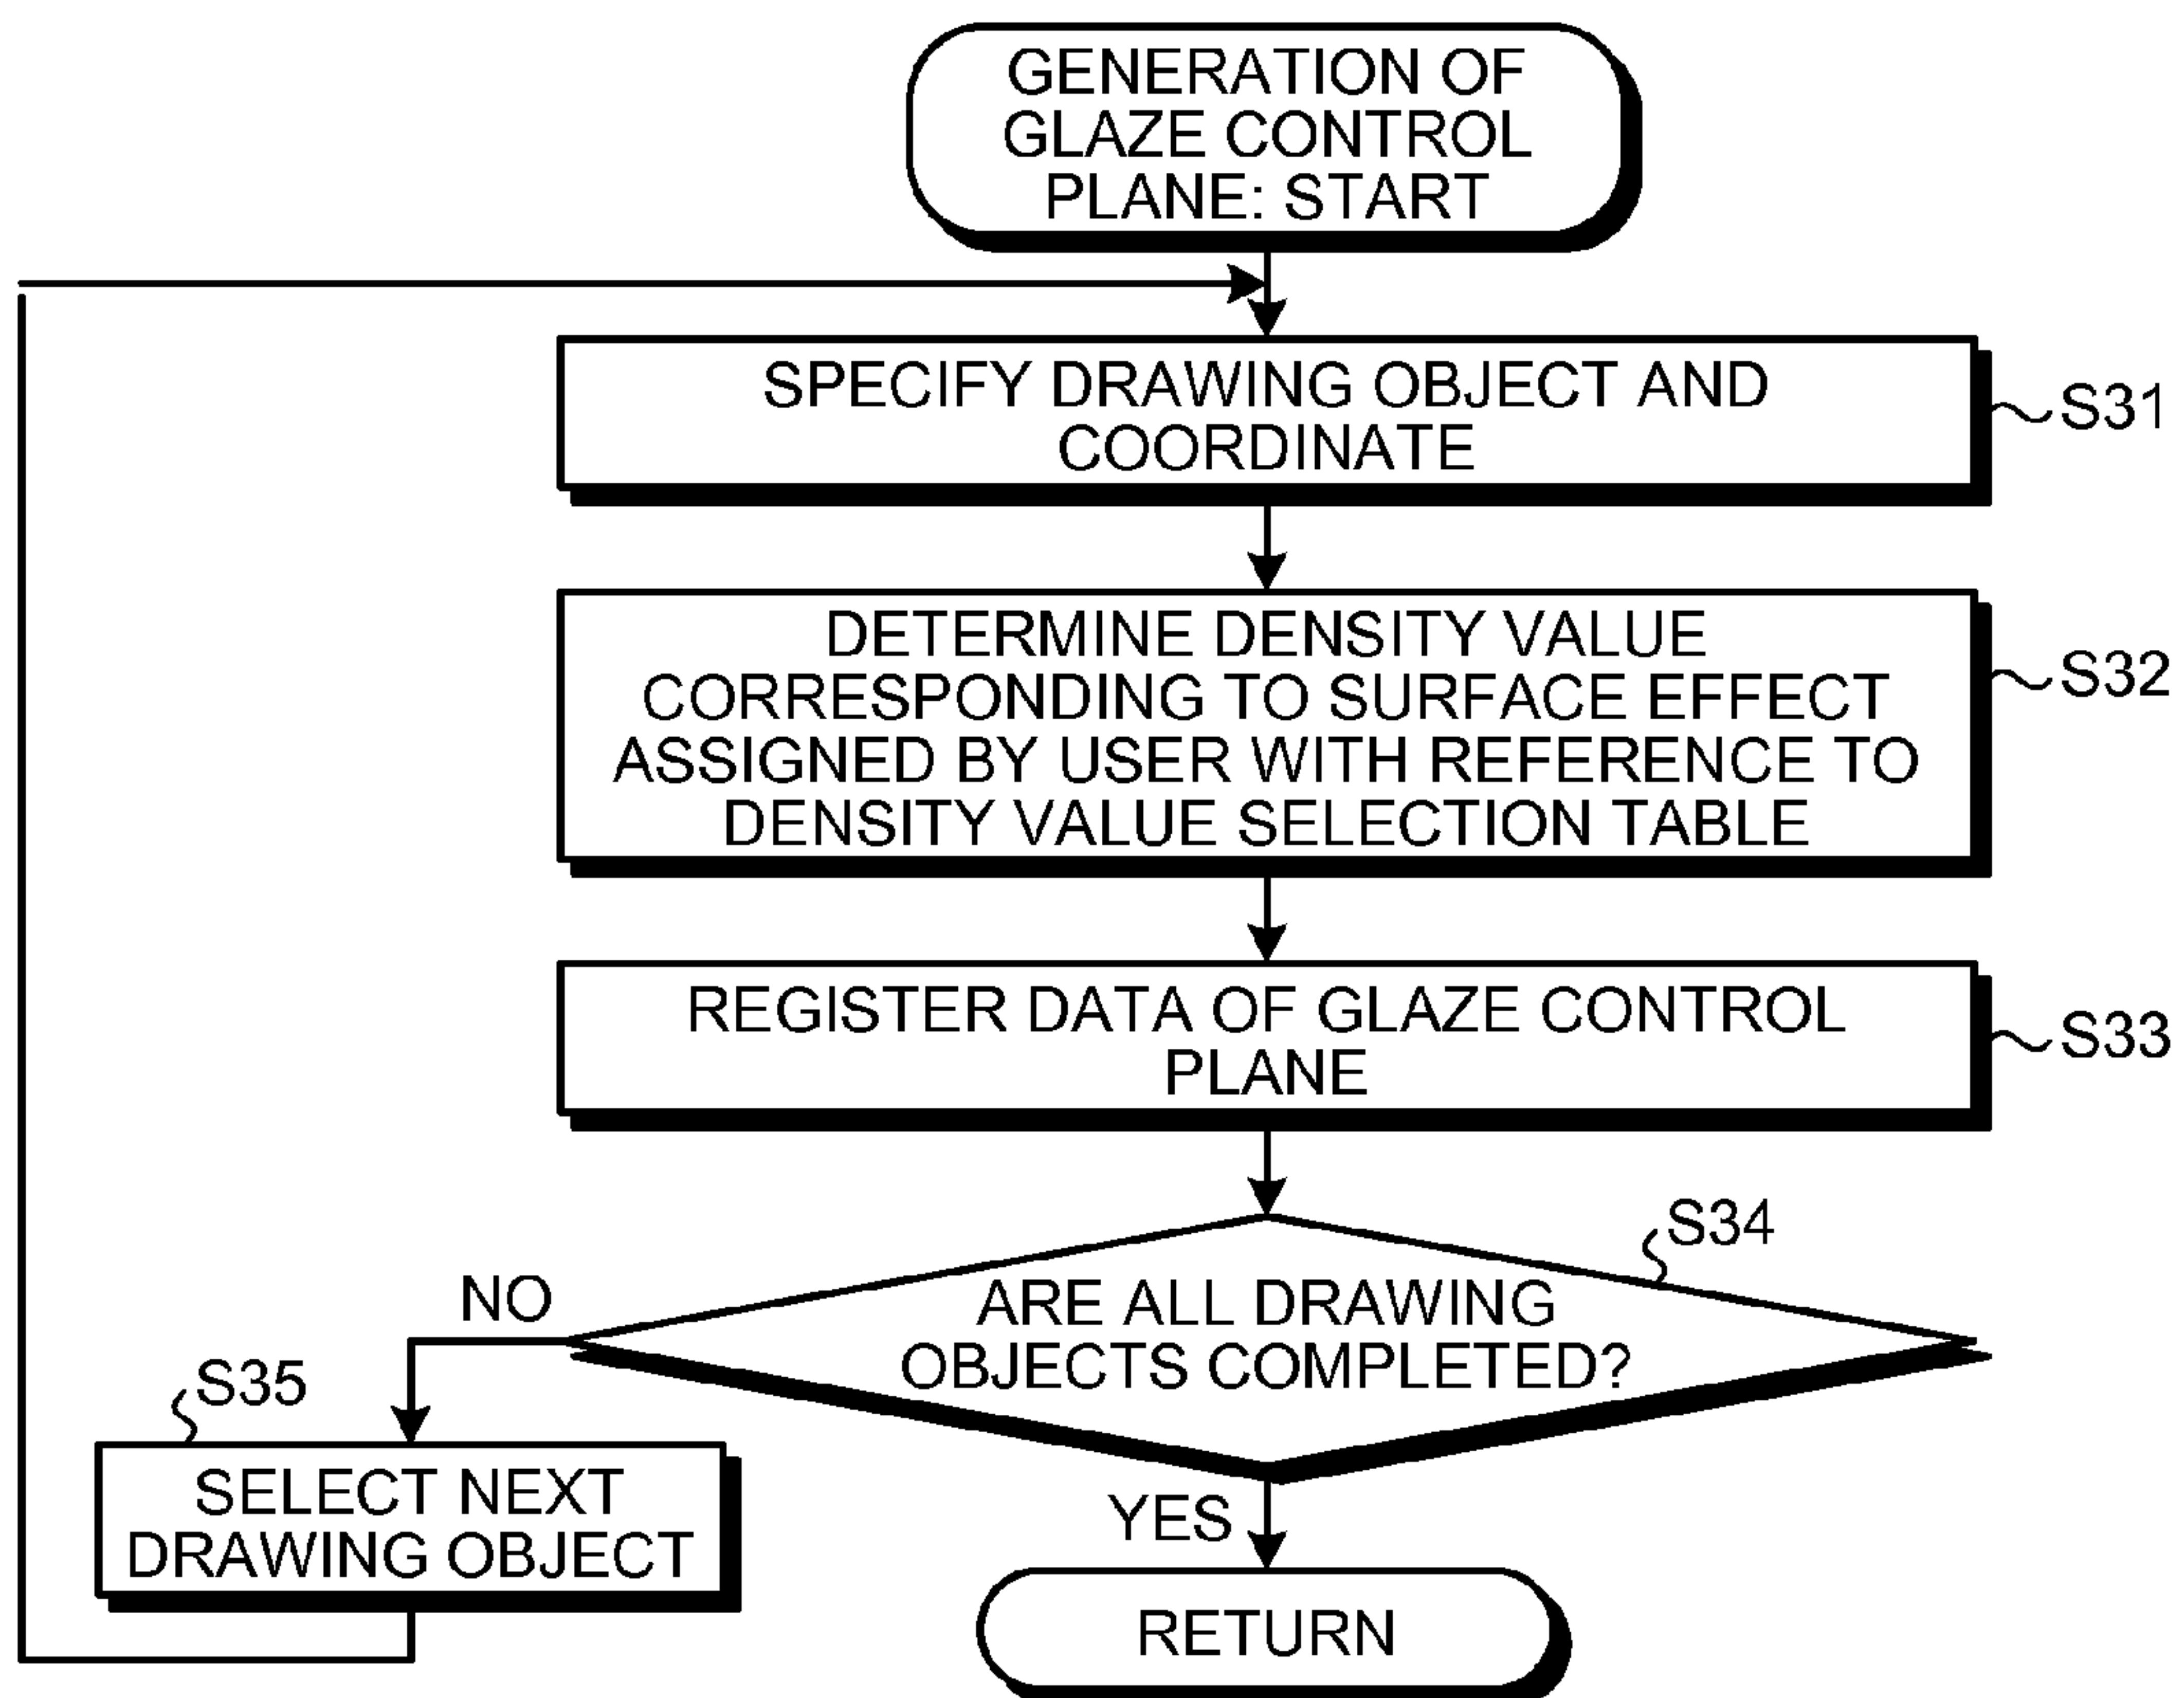 GENERATION OF
GLAZE CONTROL
PLANE: START
SPECIFY DRAWING OBJECT AND
COORDINATE
S31
DETERMINE DENSITY VALUE
CORRESPONDING TO SURFACE EFFECT
ASSIGNED BY USER WITH REFERENCE TO
DENSITY VALUE SELECTION TABLE
S32
REGISTER DATA OF GLAZE CONTROL
PLANE
S33
S34
ARE ALL DRAWING
OBJECTS COMPLETED?
NO
S35
SELECT NEXT
DRAWING OBJECT
YES
RETURN